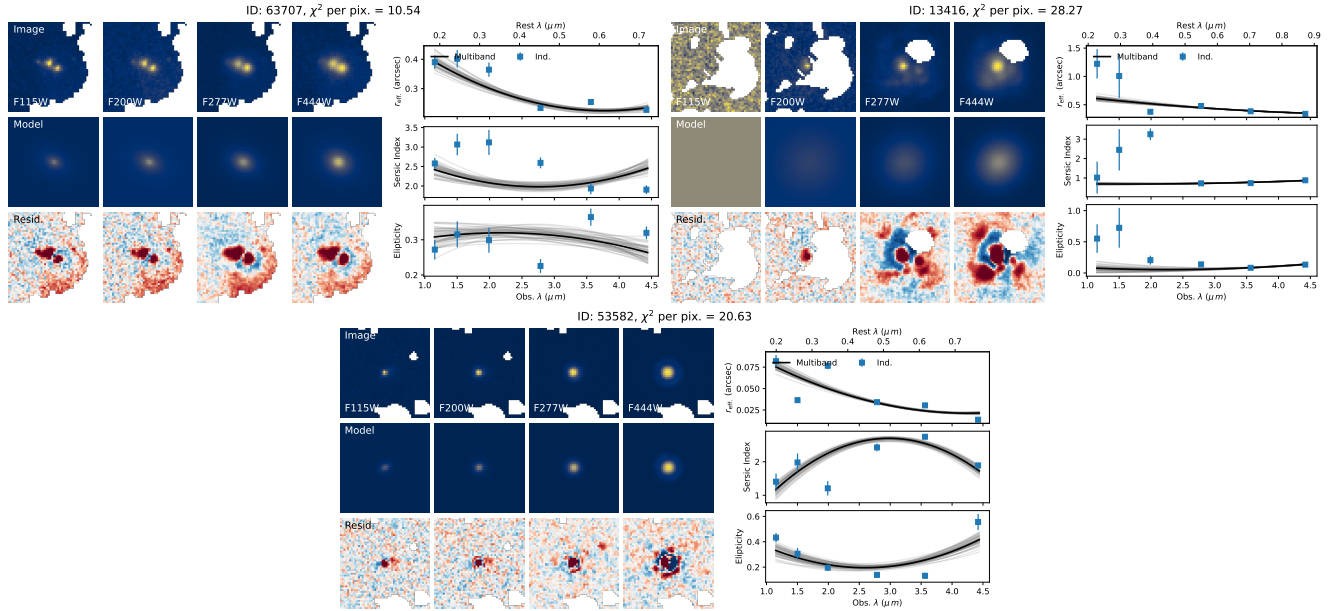 ID: 63707, χ² per pix. = 10.54
Image
F115W F200W F277W F444W
Model
Resid.
Rest λ (μm)
0.2 0.3 0.4 0.5 0.6 0.7
Multiband Ind.
r_eff. (arcsec)
0.4
0.3
Sersic Index
3.0
2.5
2.0
Elipticity
0.3
0.2
1.0 1.5 2.0 2.5 3.0 3.5 4.0 4.5
Obs. λ (μm)
ID: 13416, χ² per pix. = 28.27
Image
F115W F200W F277W F444W
Model
Resid.
Rest λ (μm)
0.2 0.3 0.4 0.5 0.6 0.7 0.8 0.9
Multiband Ind.
r_eff. (arcsec)
1.5
1.0
0.5
Sersic Index
3
2
1
Elipticity
1.0
0.5
0.0
1.0 1.5 2.0 2.5 3.0 3.5 4.0 4.5
Obs. λ (μm)
ID: 53582, χ² per pix. = 20.63
Image
F115W F200W F277W F444W
Model
Resid.
Rest λ (μm)
0.2 0.3 0.4 0.5 0.6 0.7
Multiband Ind.
r_eff. (arcsec)
0.075
0.050
0.025
Sersic Index
2
1
Elipticity
0.6
0.4
0.2
1.0 1.5 2.0 2.5 3.0 3.5 4.0 4.5
Obs. λ (μm)